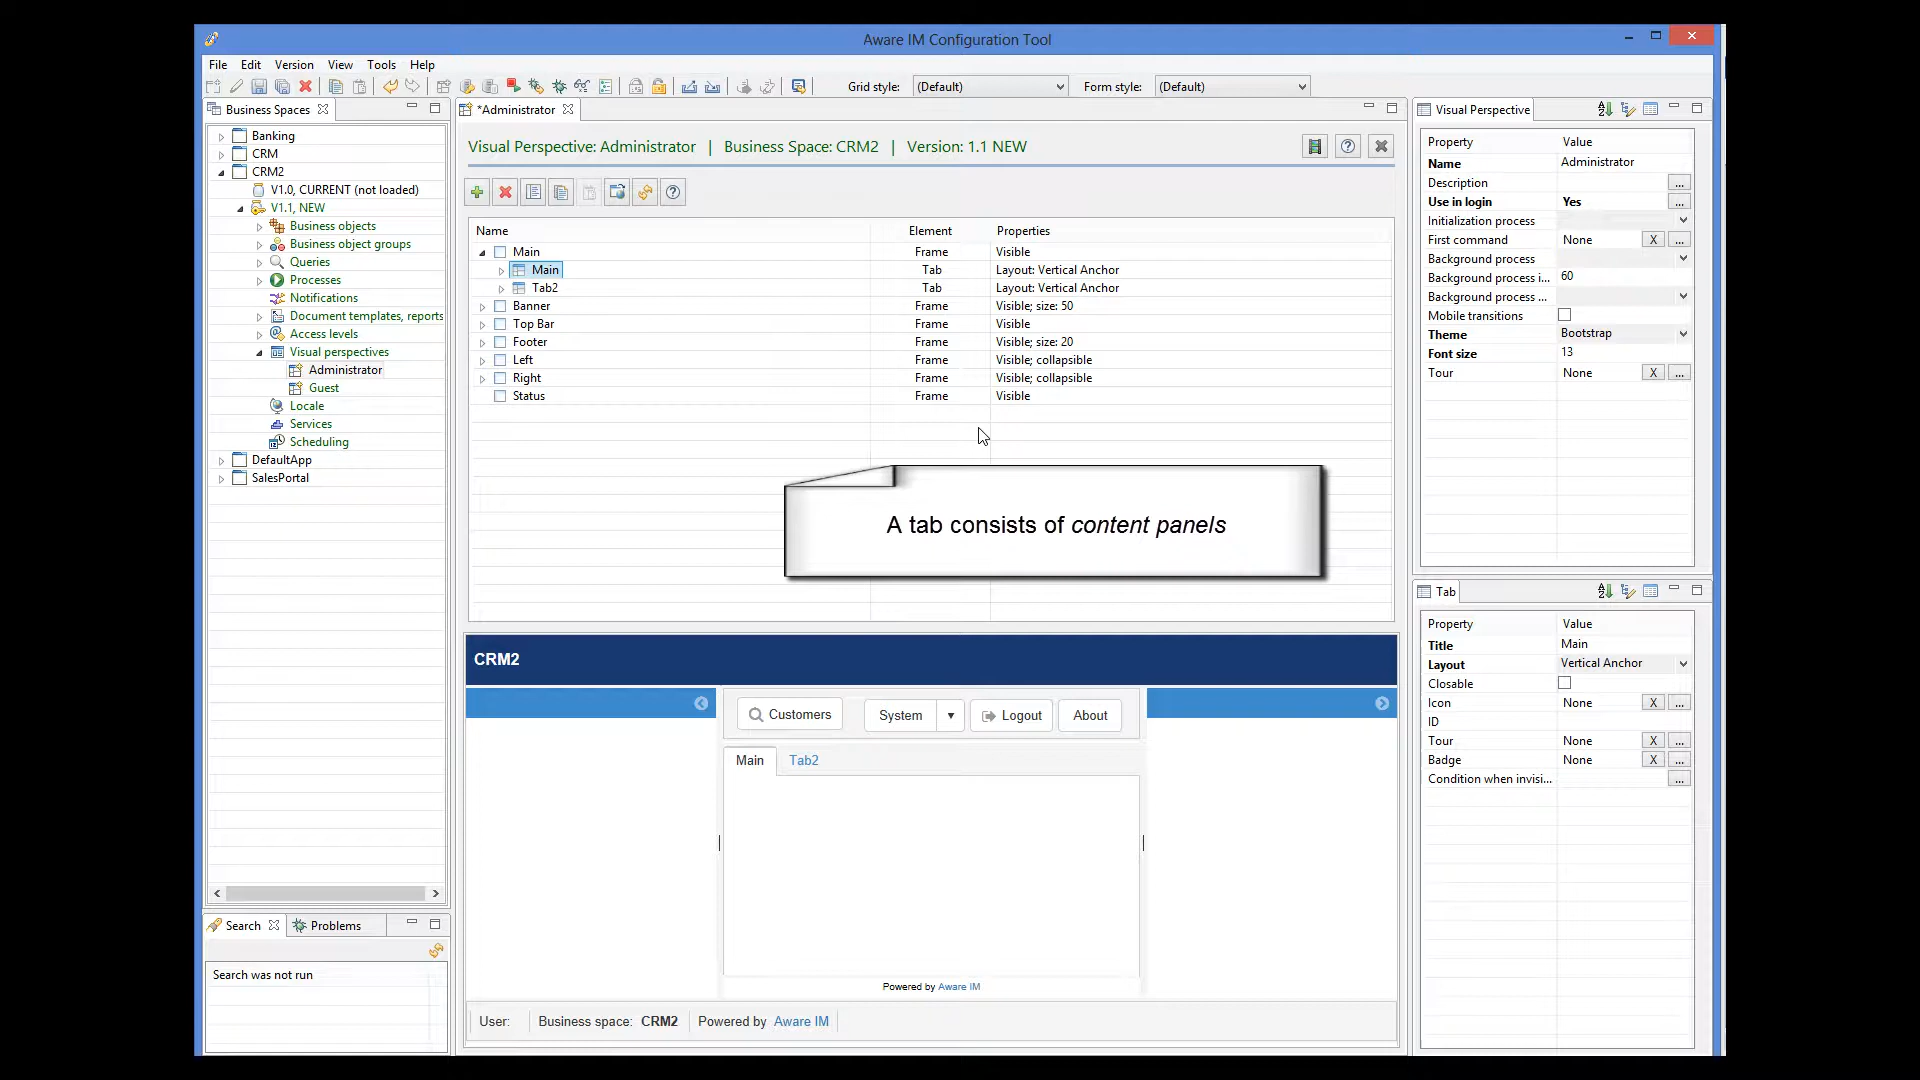 Aware IM Configuration Tool
File Edit Version View Tools Help
Grid style: (Default) Form style: (Default)
Business Spaces
*Administrator
Visual Perspective
Banking
CRM
CRM2
V1.0, CURRENT (not loaded)
V1.1, NEW
Business objects
Business object groups
Queries
Processes
Notifications
Document templates, reports
Access levels
Visual perspectives
Administrator
Guest
Locale
Services
Scheduling
DefaultApp
SalesPortal
Search
Problems
Search was not run
Visual Perspective: Administrator | Business Space: CRM2 | Version: 1.1 NEW
Name Element Properties
Main Frame Visible
Main Tab Layout: Vertical Anchor
Tab2 Tab Layout: Vertical Anchor
Banner Frame Visible; size: 50
Top Bar Frame Visible
Footer Frame Visible; size: 20
Left Frame Visible; collapsible
Right Frame Visible; collapsible
Status Frame Visible
A tab consists of content panels
CRM2
Customers System Logout About
Main Tab2
Powered by Aware IM
User: Business space: CRM2 Powered by Aware IM
Property Value
Name Administrator
Description ...
Use in login Yes ...
Initialization process
First command None X ...
Background process
Background process i... 60
Background process ...
Mobile transitions
Theme Bootstrap
Font size 13
Tour None X ...
Tab
Property Value
Title Main
Layout Vertical Anchor
Closable
Icon None X ...
ID
Tour None X ...
Badge None X ...
Condition when invisi... ...